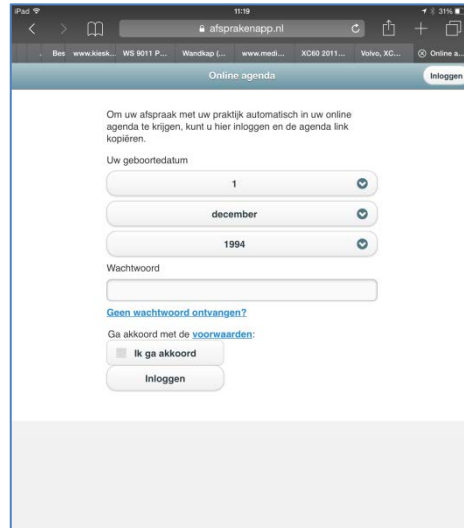 iPad 11:19 31%
afsprakenapp.nl
Bes www.kiesk... WS 9011 P... Wandkap (... www.medi... XC60 2011... Volvo, XC... Online a...
Online agenda Inloggen
Om uw afspraak met uw praktijk automatisch in uw online
agenda te krijgen, kunt u hier inloggen en de agenda link
kopiëren.
Uw geboortedatum
1
december
1994
Wachtwoord
Geen wachtwoord ontvangen?
Ga akkoord met de voorwaarden:
Ik ga akkoord
Inloggen